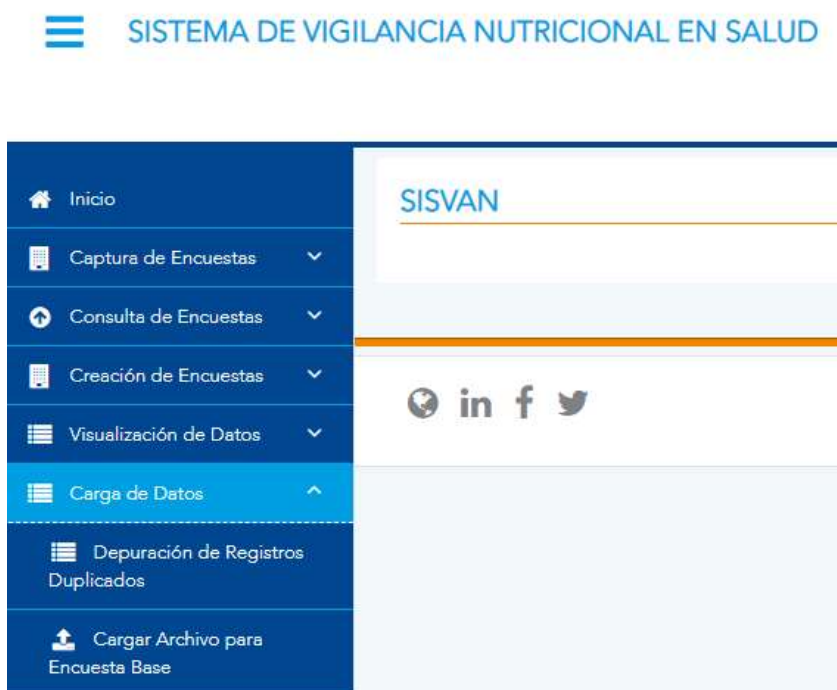 SISTEMA DE VIGILANCIA NUTRICIONAL EN SALUD
Inicio
Captura de Encuestas
Consulta de Encuestas
Creación de Encuestas
Visualización de Datos
Carga de Datos
Depuración de Registros
Duplicados
Cargar Archivo para
Encuesta Base
SISVAN